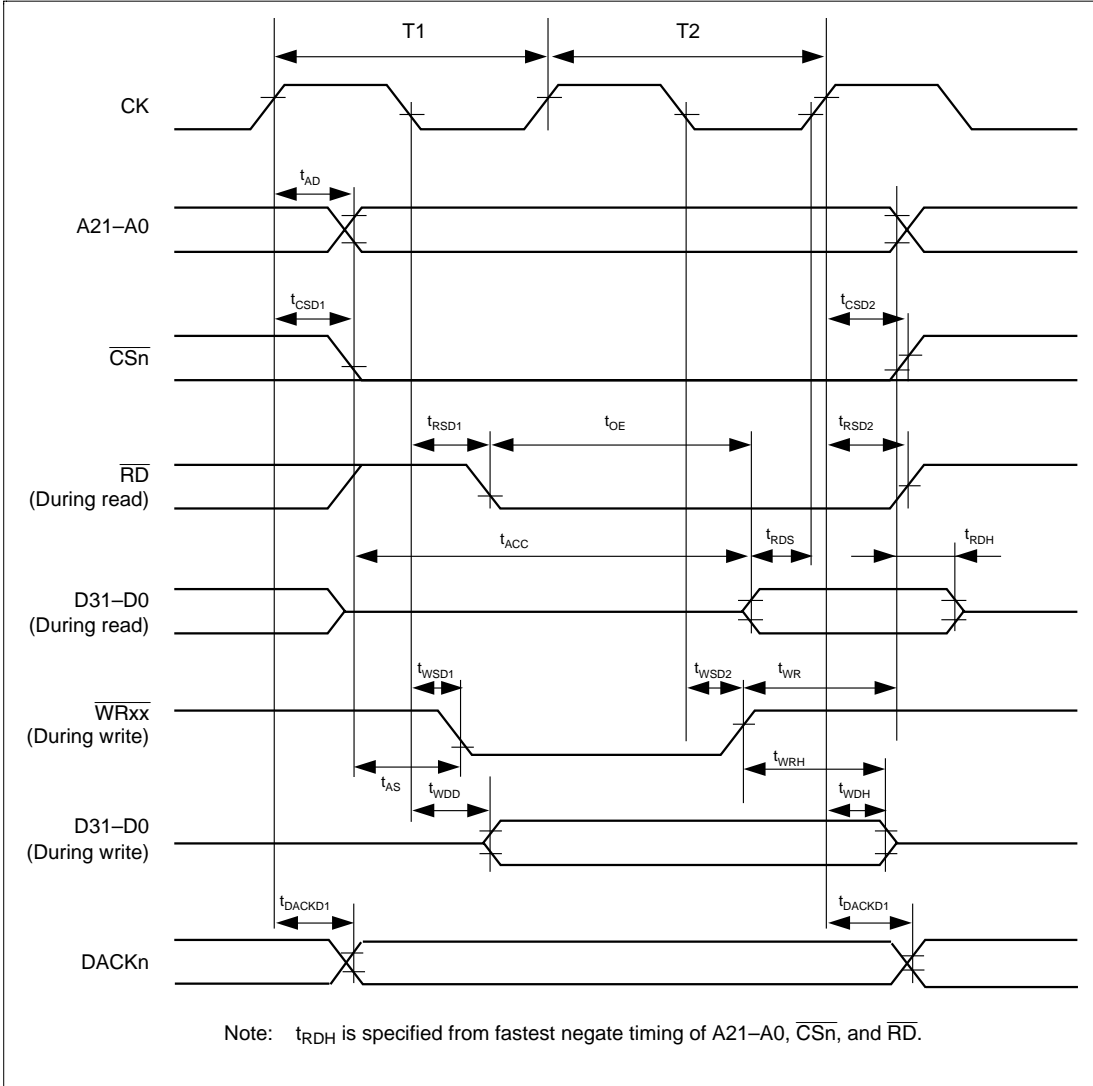 T1 T2
CK
tAD
A21–A0
tCSD1 tCSD2
CSn
tRSD1 tOE tRSD2
RD
(During read)
tACC tRDS tRDH
D31–D0
(During read)
tWSD1 tWSD2 tWR
WRxx
(During write)
tWRH
tAS tWDD tWDH
D31–D0
(During write)
tDACKD1 tDACKD1
DACKn
Note: tRDH is specified from fastest negate timing of A21–A0, CSn, and RD.